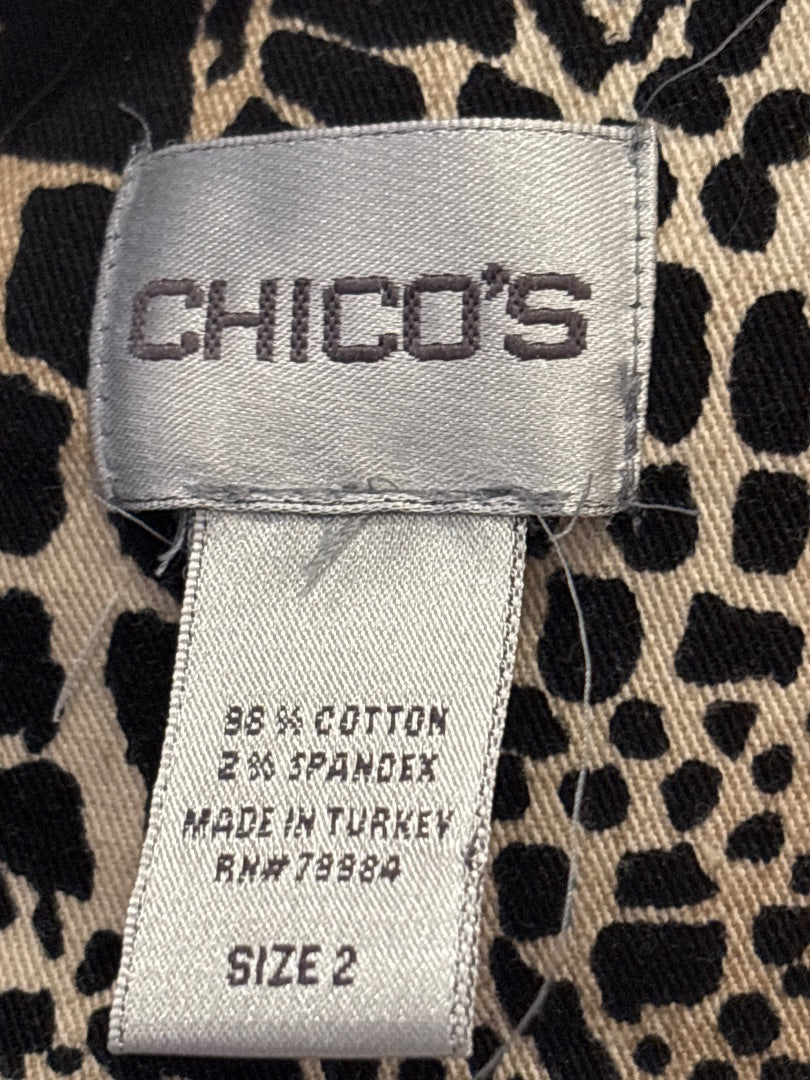 CHICO'S
98 % COTTON
2 % SPANDEX
MADE IN TURKEY
RN# 79984
SIZE 2